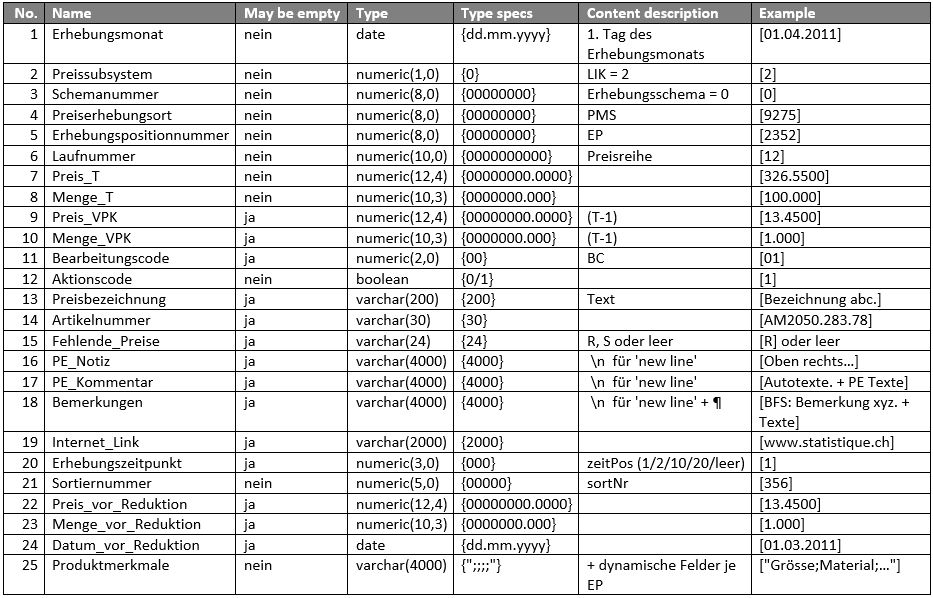 No. Name May be empty Type Type specs Content description Example
1 Erhebungsmonat nein date {dd.mm.yyyy} 1. Tag des [01.04.2011]
Erhebungsmonats
2 Preissubsystem nein numeric(1,0) {0} LIK = 2 [2]
3 Schemanummer nein numeric(8,0) {00000000} Erhebungsschema = 0 [0]
4 Preiserhebungsort nein numeric(8,0) {00000000} PMS [9275]
5 Erhebungspositionnummer nein numeric(8,0) {00000000} EP [2352]
6 Laufnummer nein numeric(10,0) {0000000000} Preisreihe [12]
7 Preis_T nein numeric(12,4) {00000000.0000} [326.5500]
8 Menge_T nein numeric(10,3) {0000000.000} [100.000]
9 Preis_VPK ja numeric(12,4) {00000000.0000} (T-1) [13.4500]
10 Menge_VPK ja numeric(10,3) {0000000.000} (T-1) [1.000]
11 Bearbeitungscode ja numeric(2,0) {00} BC [01]
12 Aktionscode nein boolean {0/1} [1]
13 Preisbezeichnung ja varchar(200) {200} Text [Bezeichnung abc.]
14 Artikelnummer ja varchar(30) {30} [AM2050.283.78]
15 Fehlende_Preise ja varchar(24) {24} R, S oder leer [R] oder leer
16 PE_Notiz ja varchar(4000) {4000} \n für 'new line' [Oben rechts…]
17 PE_Kommentar ja varchar(4000) {4000} \n für 'new line' [Autotexte. + PE Texte]
18 Bemerkungen ja varchar(4000) {4000} \n für 'new line' + ¶ [BFS: Bemerkung xyz. +
Texte]
19 Internet_Link ja varchar(2000) {2000} [www.statistique.ch]
20 Erhebungszeitpunkt ja numeric(3,0) {000} zeitPos (1/2/10/20/leer) [1]
21 Sortiernummer nein numeric(5,0) {00000} sortNr [356]
22 Preis_vor_Reduktion ja numeric(12,4) {00000000.0000} [13.4500]
23 Menge_vor_Reduktion ja numeric(10,3) {0000000.000} [1.000]
24 Datum_vor_Reduktion ja date {dd.mm.yyyy} [01.03.2011]
25 Produktmerkmale nein varchar(4000) {";;;;"} + dynamische Felder je ["Grösse;Material;…"]
EP